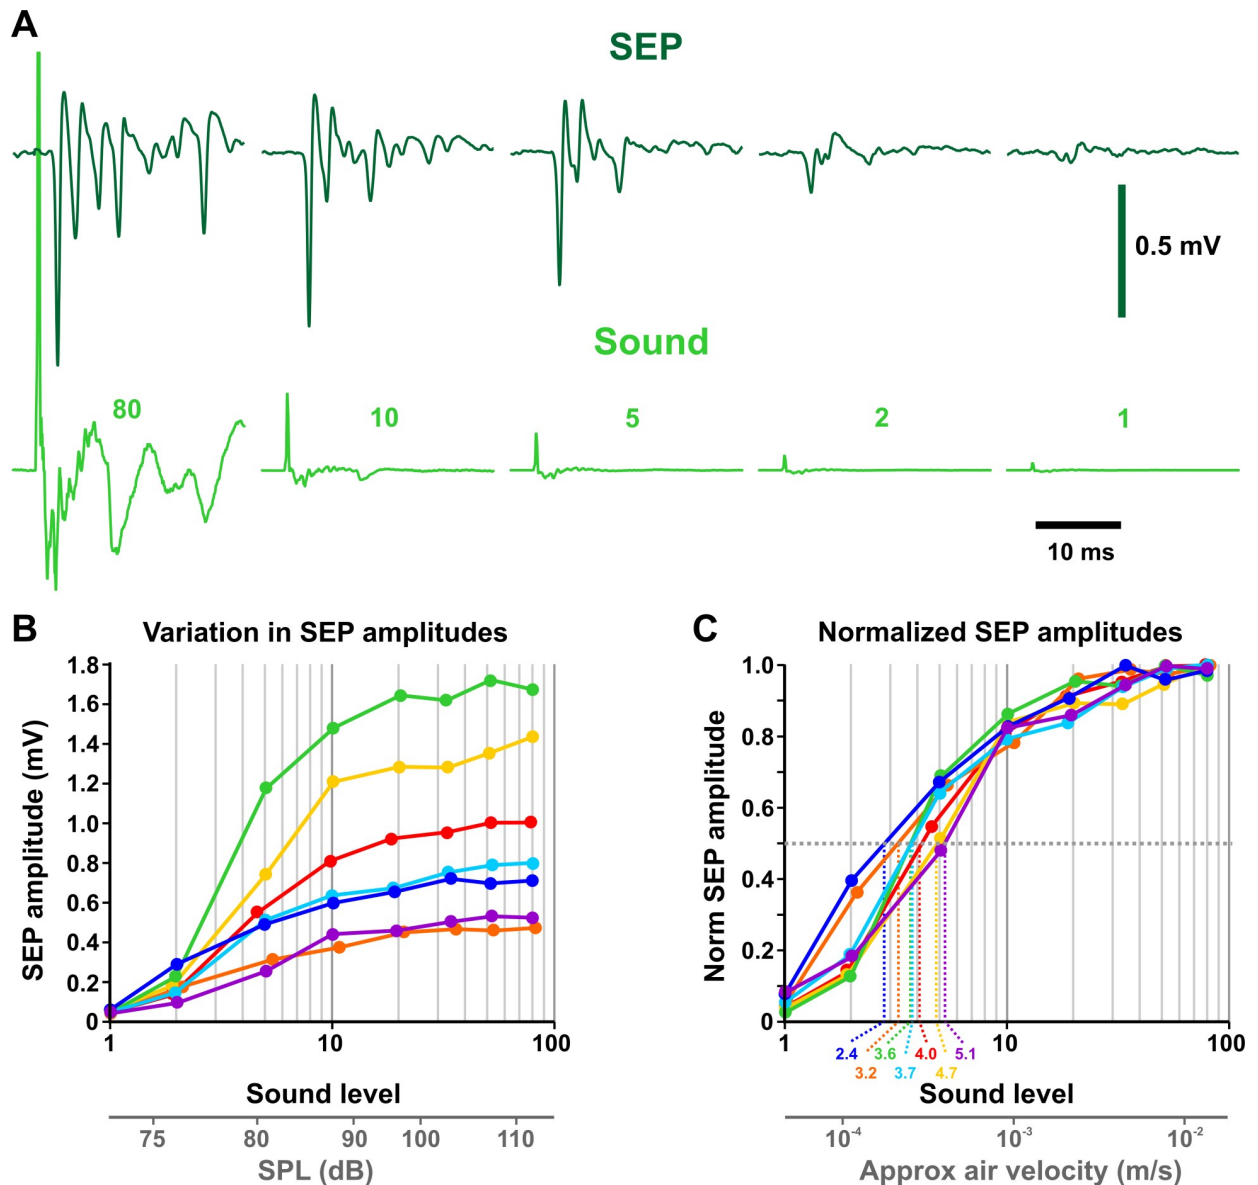 A
SEP
0.5 mV
Sound
80
10
5
2
1
10 ms
B
Variation in SEP amplitudes
SEP amplitude (mV)
1.8
1.6
1.4
1.2
1.0
0.8
0.6
0.4
0.2
0
1
10
100
Sound level
75
80
90
100
110
SPL (dB)
C
Normalized SEP amplitudes
Norm SEP amplitude
1.0
0.8
0.6
0.4
0.2
0
1
10
100
2.4
3.6
4.0
5.1
3.2
3.7
4.7
Sound level
10⁻⁴
10⁻³
10⁻²
Approx air velocity (m/s)